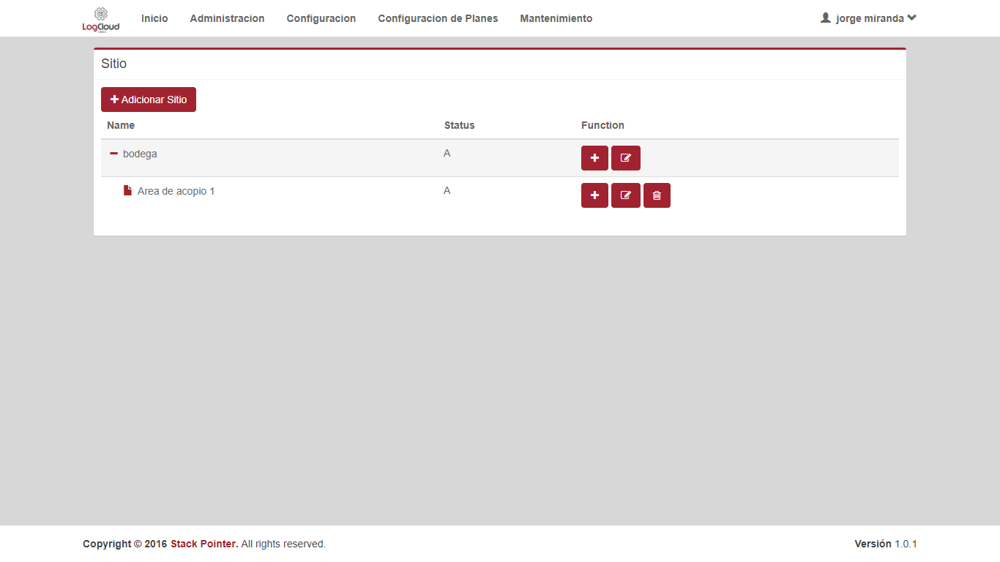 LogCloud
Inicio Administracion Configuracion Configuracion de Planes Mantenimiento jorge miranda
Sitio
Adicionar Sitio
Name Status Function
bodega A
Area de acopio 1 A
Copyright © 2016 Stack Pointer. All rights reserved. Versión 1.0.1